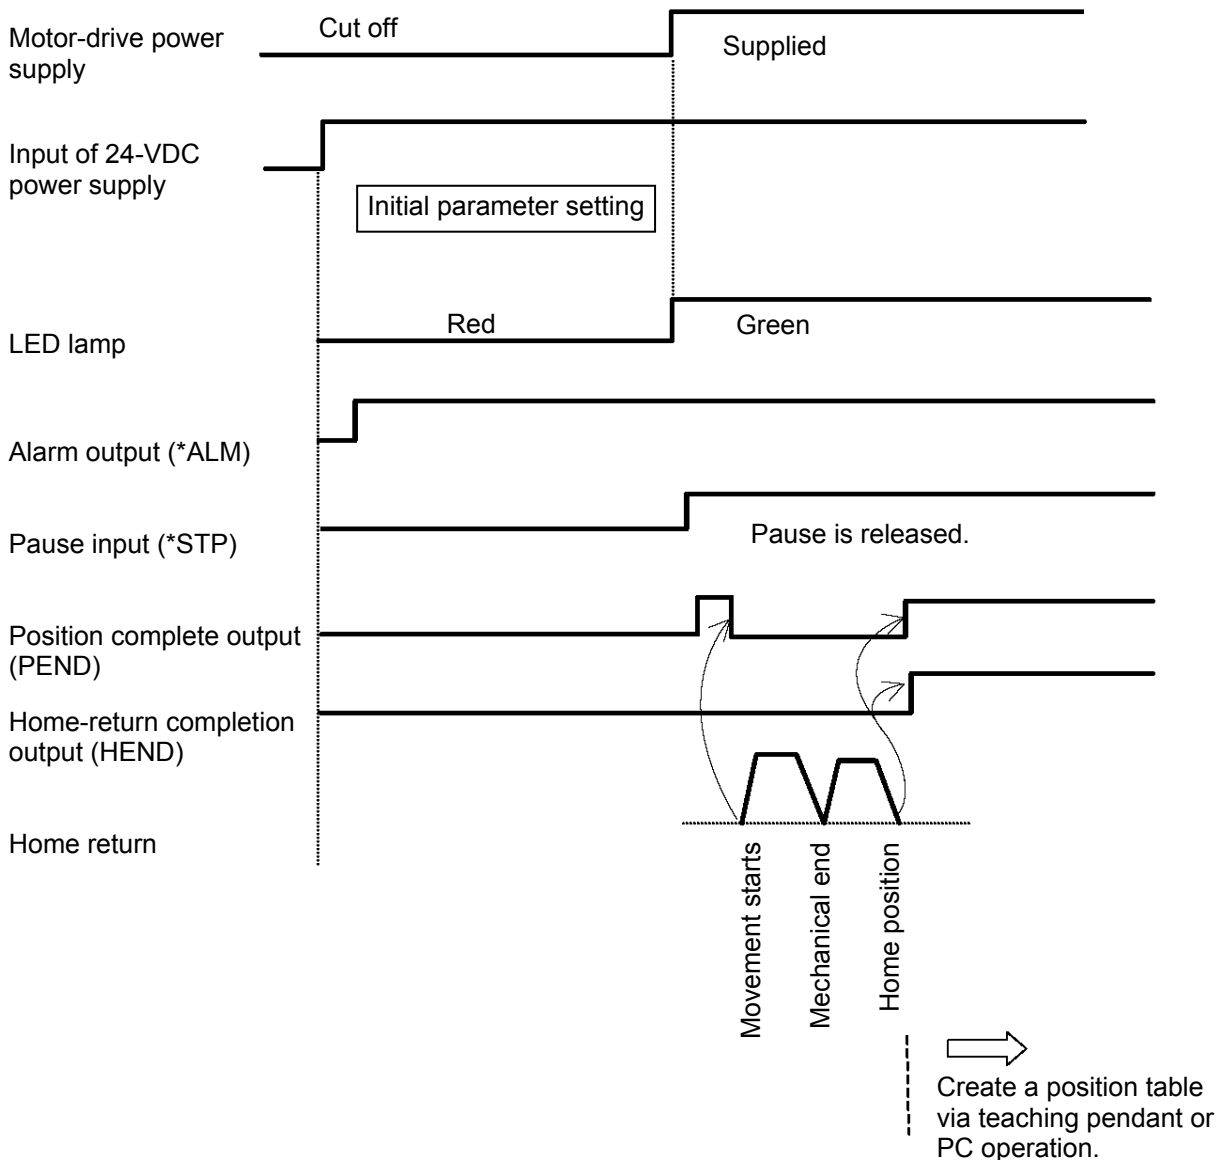 Motor-drive power
supply
Cut off
Supplied
Input of 24-VDC
power supply
Initial parameter setting
LED lamp
Red
Green
Alarm output (*ALM)
Pause input (*STP)
Pause is released.
Position complete output
(PEND)
Home-return completion
output (HEND)
Home return
Movement starts
Mechanical end
Home position
Create a position table
via teaching pendant or
PC operation.